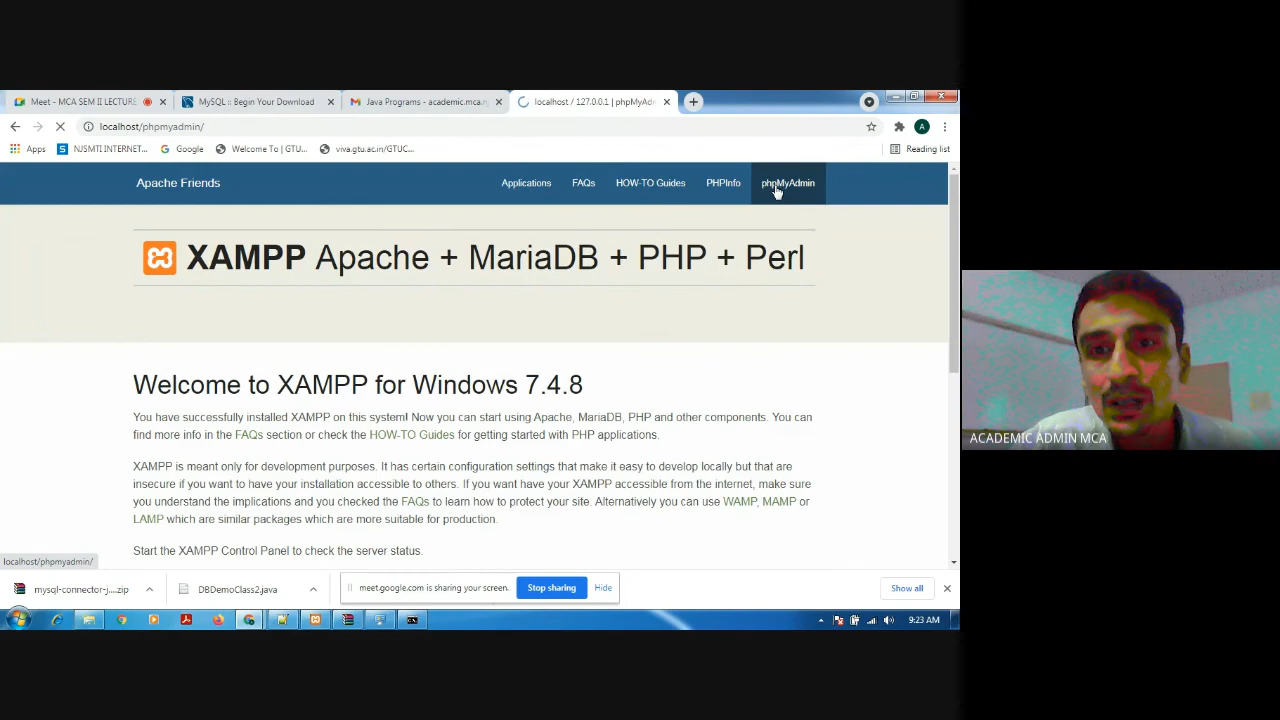 Meet - MCA SEM II LECTURE
MySQL :: Begin Your Download
Java Programs - academic.mca.n
localhost / 127.0.0.1 | phpMyAdm
localhost/phpmyadmin/
Apps
NJSMTI INTERNET...
Google
Welcome To | GTU...
viva.gtu.ac.in/GTUC...
Reading list
Apache Friends
Applications
FAQs
HOW-TO Guides
PHPInfo
phpMyAdmin
XAMPP Apache + MariaDB + PHP + Perl
Welcome to XAMPP for Windows 7.4.8
You have successfully installed XAMPP on this system! Now you can start using Apache, MariaDB, PHP and other components. You can
find more info in the FAQs section or check the HOW-TO Guides for getting started with PHP applications.
XAMPP is meant only for development purposes. It has certain configuration settings that make it easy to develop locally but that are
insecure if you want to have your installation accessible to others. If you want have your XAMPP accessible from the internet, make sure
you understand the implications and you checked the FAQs to learn how to protect your site. Alternatively you can use WAMP, MAMP or
LAMP which are similar packages which are more suitable for production.
Start the XAMPP Control Panel to check the server status.
localhost/phpmyadmin/
mysql-connector-j....zip
DBDemoClass2.java
meet.google.com is sharing your screen.
Stop sharing
Hide
Show all
9:23 AM
A
ACADEMIC ADMIN MCA